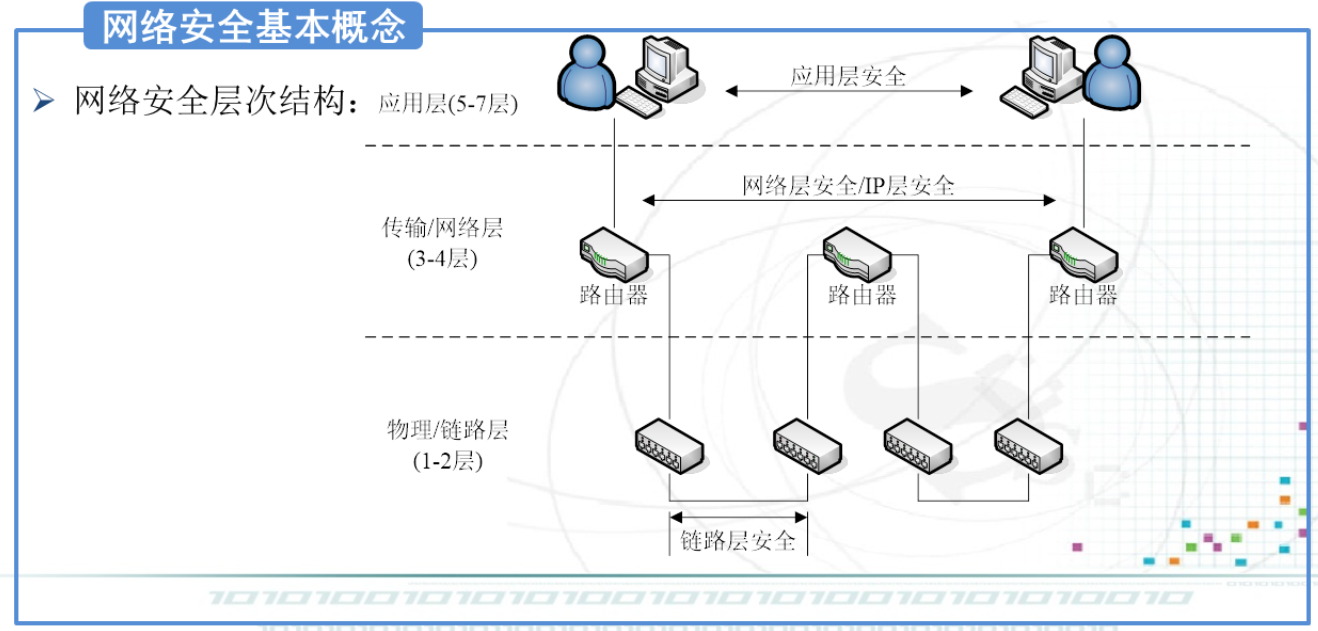 网络安全基本概念
➢ 网络安全层次结构：
应用层(5-7层)
应用层安全
网络层安全/IP层安全
传输/网络层
(3-4层)
路由器
路由器
路由器
物理/链路层
(1-2层)
链路层安全